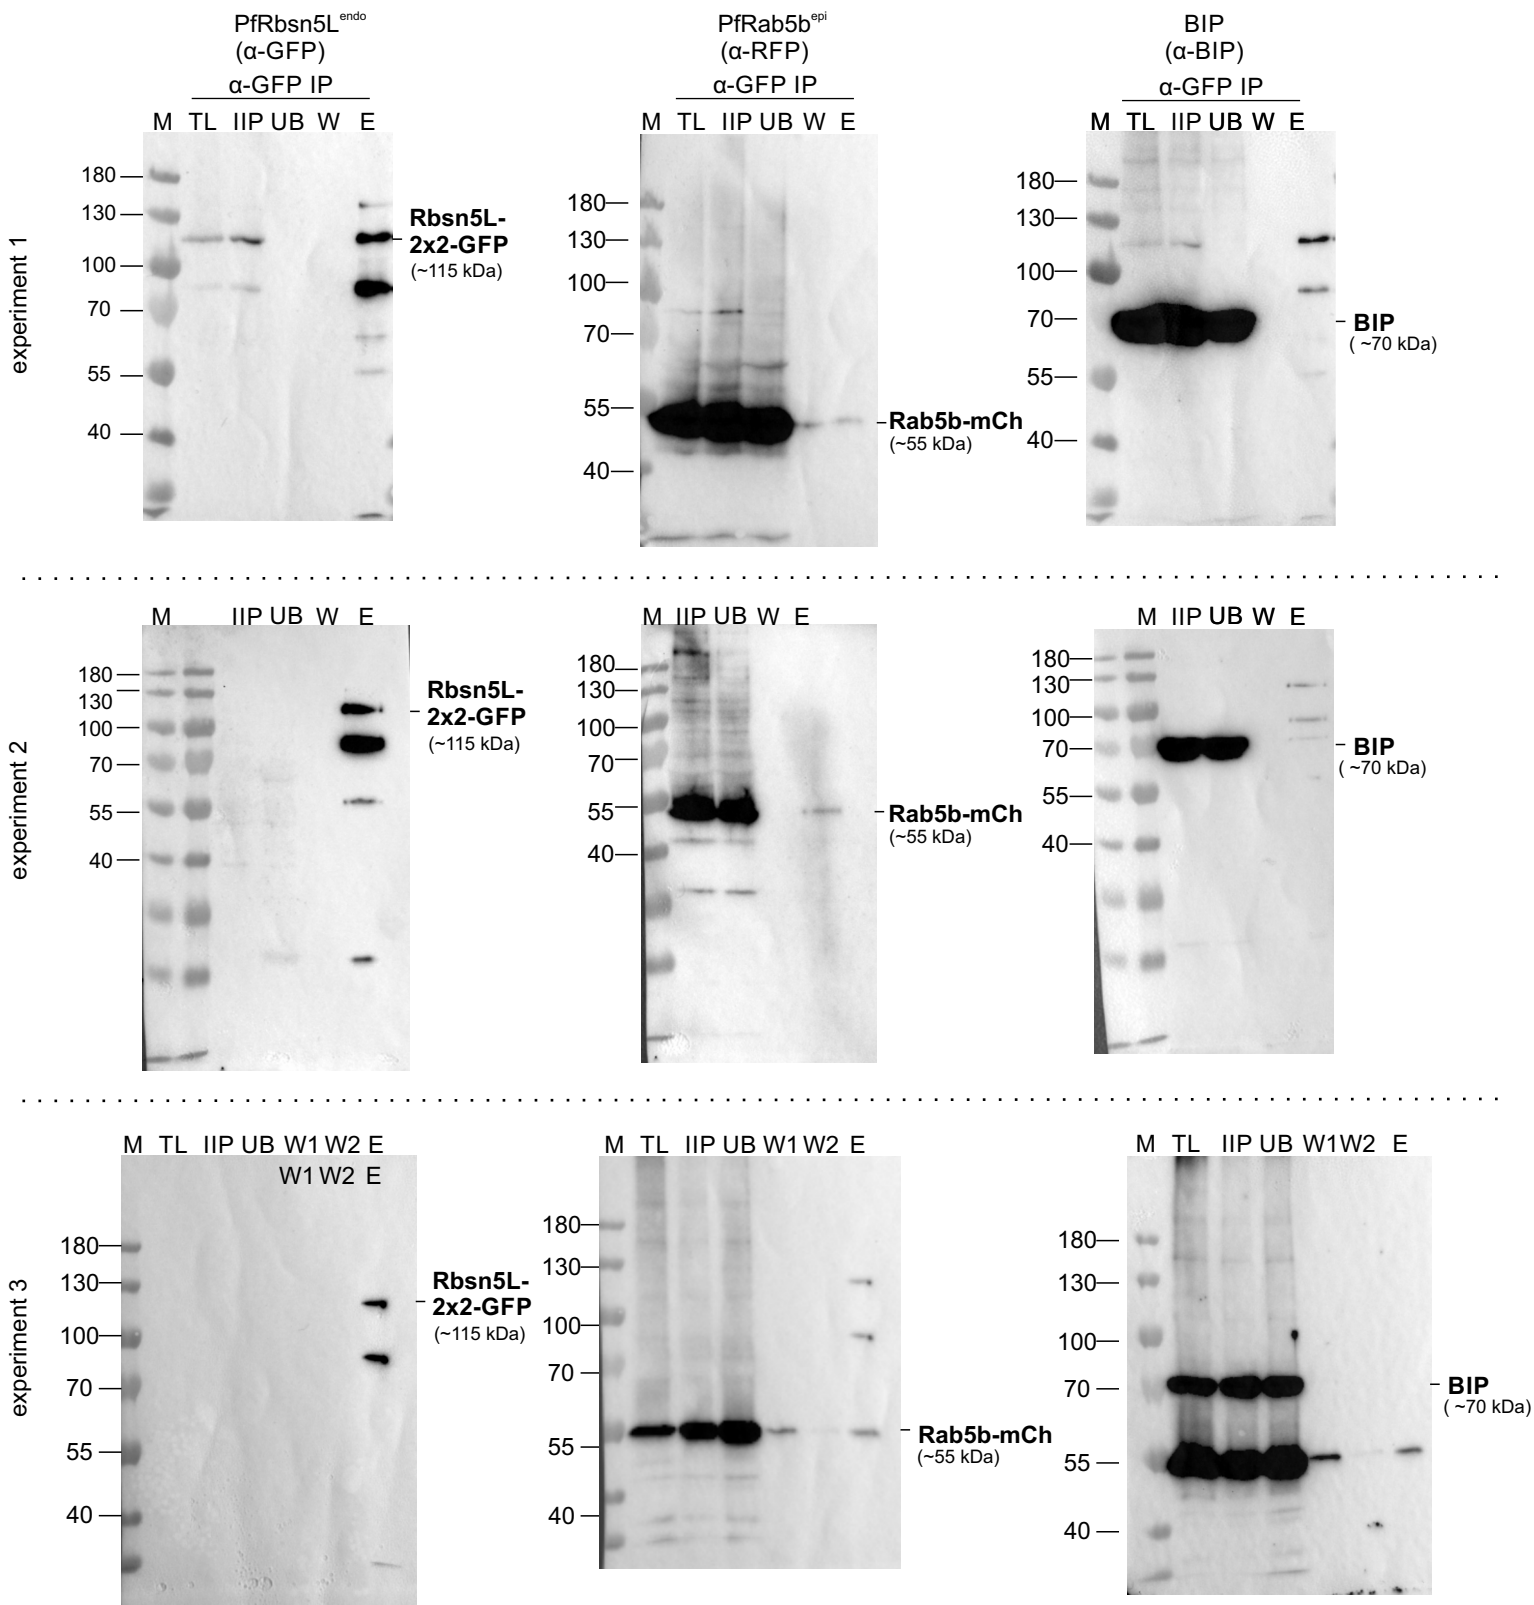 PfRbsn5L^endo
(α-GFP)
α-GFP IP
M TL IIP UB W E
180
130
100
70
55
40
Rbsn5L-
2x2-GFP
(~115 kDa)
PfRab5b^epi
(α-RFP)
α-GFP IP
M TL IIP UB W E
180
130
100
70
55
40
Rab5b-mCh
(~55 kDa)
BIP
(α-BIP)
α-GFP IP
M TL IIP UB W E
180
130
100
70
55
40
BIP
( ~70 kDa)
experiment 1
M IIP UB W E
180
130
100
70
55
40
Rbsn5L-
2x2-GFP
(~115 kDa)
M IIP UB W E
180
130
100
70
55
40
Rab5b-mCh
(~55 kDa)
M IIP UB W E
180
130
100
70
55
40
BIP
( ~70 kDa)
experiment 2
M TL IIP UB W1 W2 E
W1 W2 E
180
130
100
70
55
40
Rbsn5L-
2x2-GFP
(~115 kDa)
M TL IIP UB W1 W2 E
180
130
100
70
55
40
Rab5b-mCh
(~55 kDa)
M TL IIP UB W1 W2 E
180
130
100
70
55
40
BIP
( ~70 kDa)
experiment 3